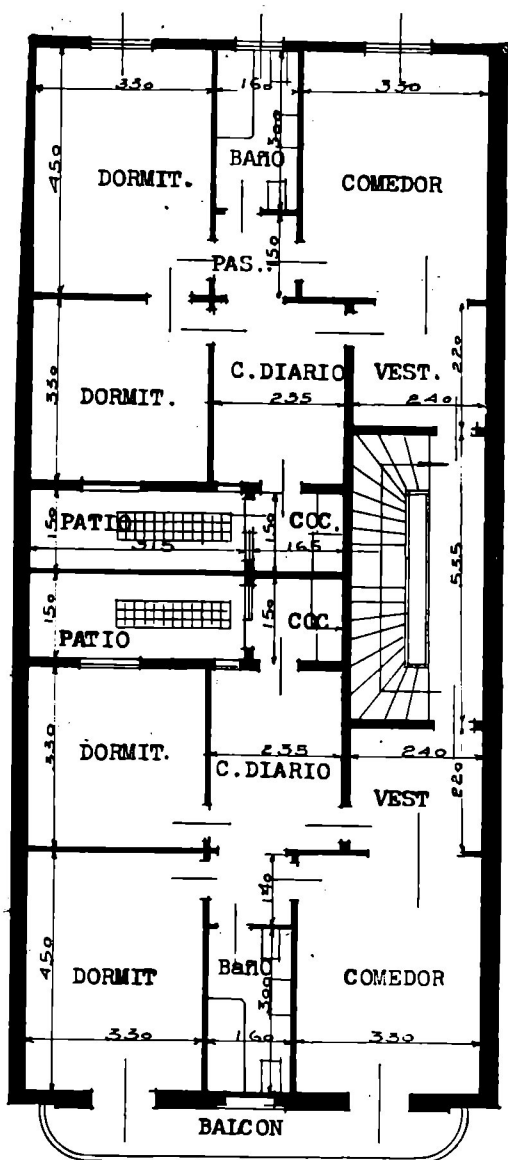 330 160 330
450
300
BAÑO
DORMIT. COMEDOR
150
PAS.
220
C.DIARIO VEST.
330
DORMIT. 235 240
PATIO COC.
150 315 150 165
535
150 150
PATIO COC.
DORMIT. 235 240
C.DIARIO
330 VEST 220
140
450
DORMIT BaÑO COMEDOR
300
330 160 330
BALCON